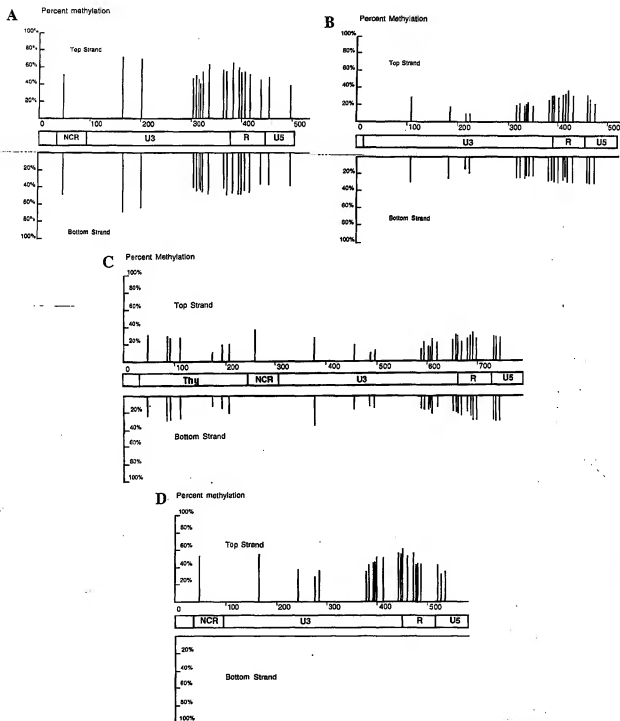 A
Percent methylation
100%
80%
60%
40%
20%
Top Strand
0 100 200 300 400 500
NCR U3 R U5
20%
40%
60%
80%
100%
Bottom Strand
B
Percent Methylation
100%
80%
60%
40%
20%
Top Strand
0 100 200 300 400 500
U3 R U5
20%
40%
60%
80%
100%
Bottom Strand
C
Percent Methylation
100%
80%
60%
40%
20%
Top Strand
0 100 200 300 400 500 600 700
Thy NCR U3 R U5
20%
40%
60%
80%
100%
Bottom Strand
D
Percent methylation
100%
80%
60%
40%
20%
Top Strand
0 100 200 300 400 500
NCR U3 R U5
20%
40%
60%
80%
100%
Bottom Strand